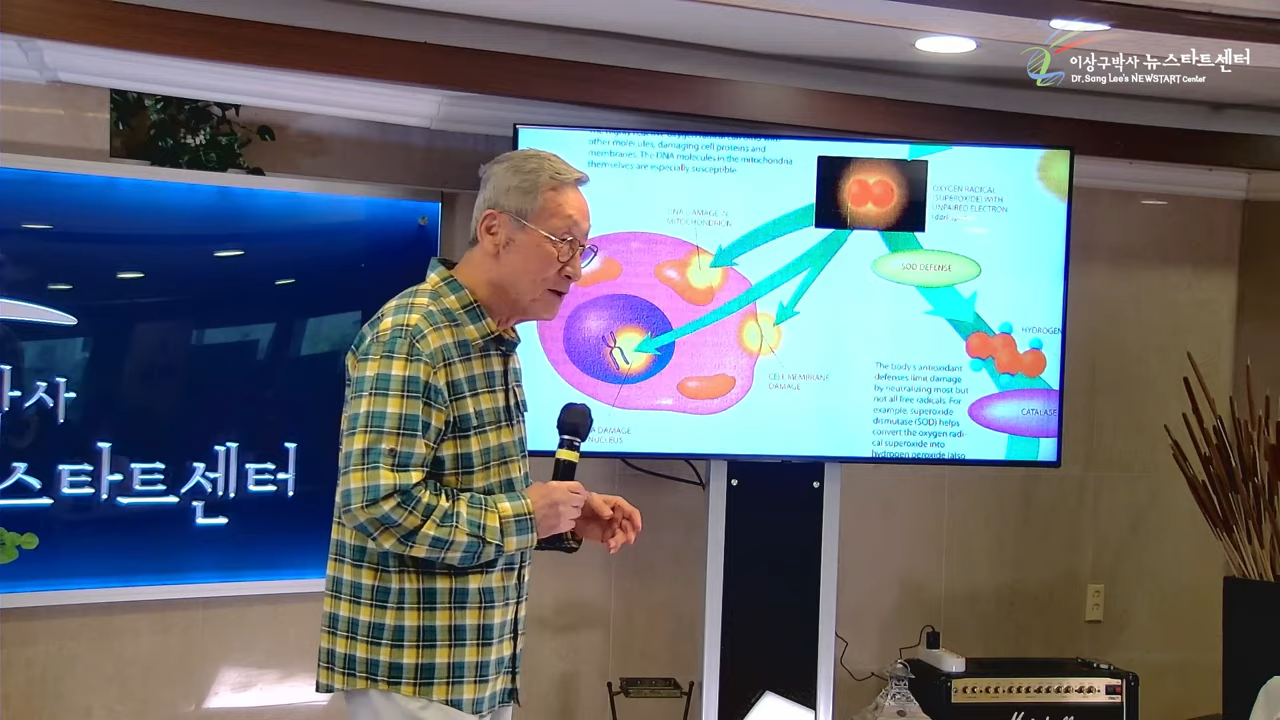 이상구박사 뉴스타트센터
Dr. Sang Lee's NEWSTART Center
other molecules, damaging cell proteins and
membranes. The DNA molecules in the mitochondria
themselves are especially susceptible.
DNA DAMAGE IN
MITOCHONDRION
OXYGEN RADICAL
(SUPEROXIDE) WITH
UNPAIRED ELECTRON
SOD DEFENSE
HYDROGEN
CELL MEMBRANE
DAMAGE
The body's antioxidant
defenses limit damage
by neutralizing most but
not all free radicals. For
example, superoxide
dismutase (SOD) helps
convert the oxygen radi-
cal superoxide into
hydrogen peroxide (also
CATALASE
DAMAGE
NUCLEUS
사
스타트센터
Marshall